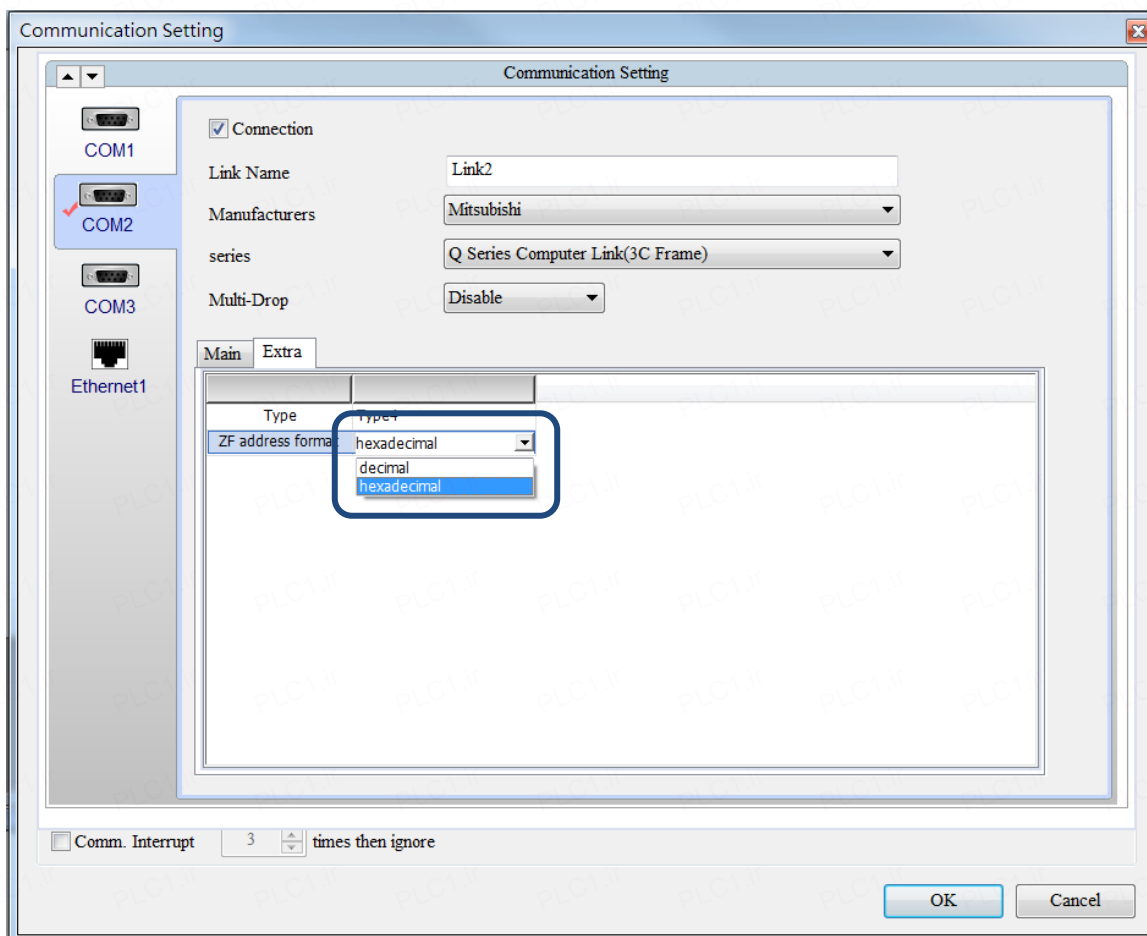 Communication Setting
Communication Setting
COM1
COM2
COM3
Ethernet1
Connection
Link Name Link2
Manufacturers Mitsubishi
series Q Series Computer Link(3C Frame)
Multi-Drop Disable
Main Extra
Type Type4
ZF address format hexadecimal
decimal
hexadecimal
Comm. Interrupt 3 times then ignore
OK Cancel
PLC1.ir